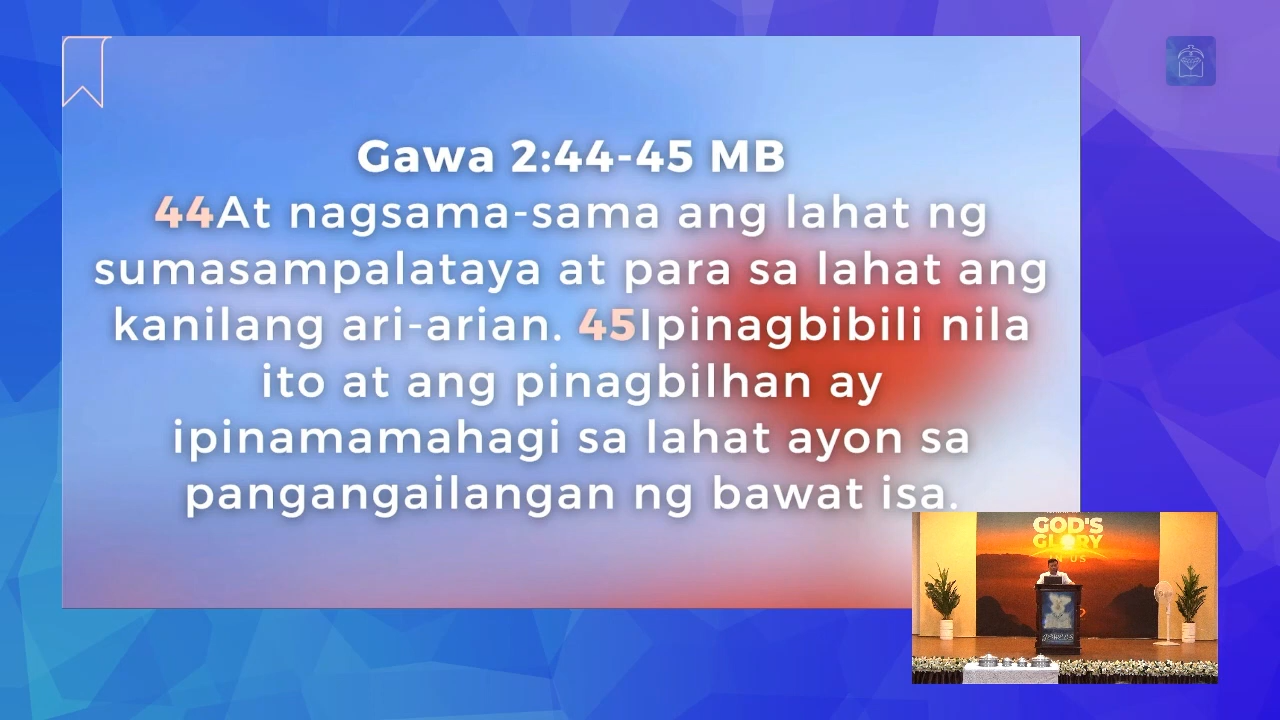 Gawa 2:44-45 MB
44At nagsama-sama ang lahat ng
sumasampalataya at para sa lahat ang
kanilang ari-arian. 45Ipinagbibili nila
ito at ang pinagbilhan ay
ipinamamahagi sa lahat ayon sa
pangangailangan ng bawat isa.
GOD'S
GLORY
US